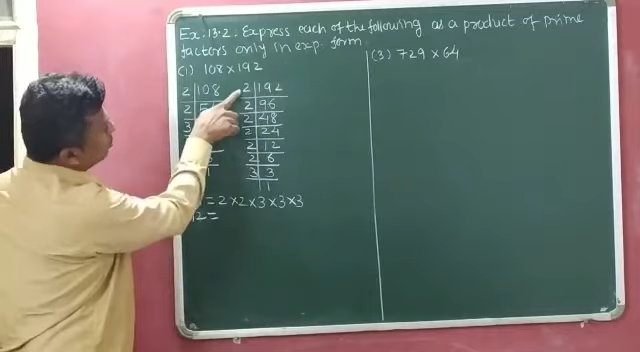 Ex: 13.2: Express each of the following as a product of prime
factors only in exp. form.
(1) 108 × 192
(3) 729 × 64
2 | 108
2 | 5
3
1
2 | 192
2 | 96
2 | 48
2 | 24
2 | 12
2 | 6
3 | 3
1
= 2 × 2 × 3 × 3 × 3
2 =